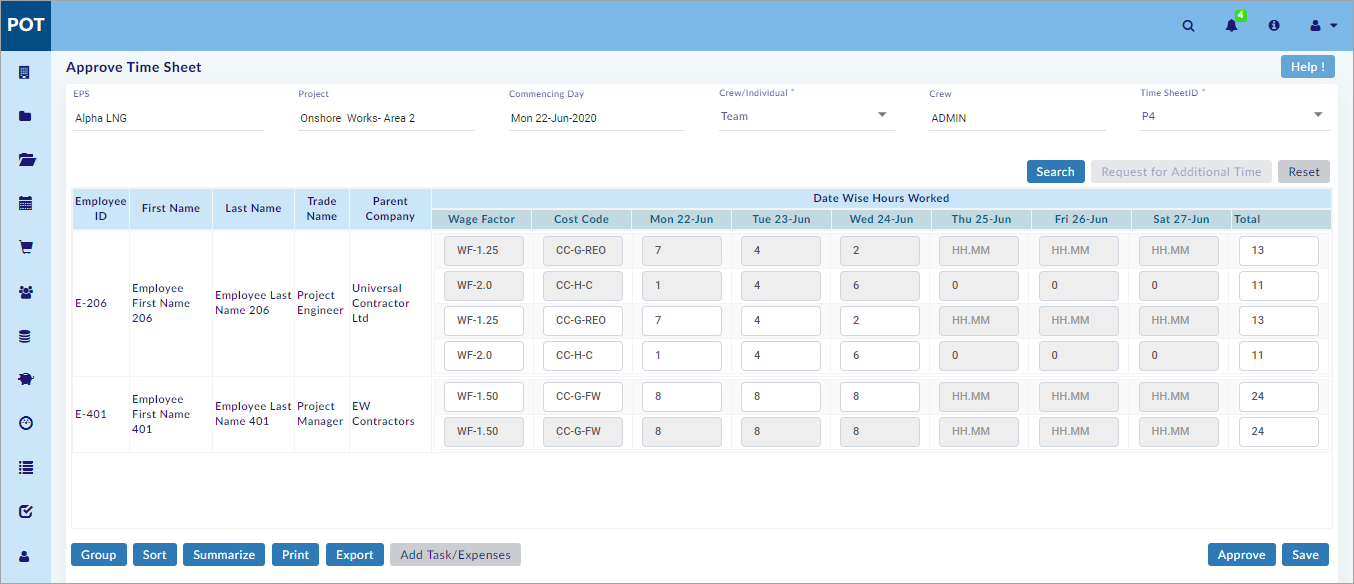 POT
4
Approve Time Sheet
Help !
EPS Project Commencing Day Crew/Individual * Crew Time SheetID *
Alpha LNG Onshore Works- Area 2 Mon 22-Jun-2020 Team ADMIN P4
Search Request for Additional Time Reset
Employee ID First Name Last Name Trade Name Parent Company Date Wise Hours Worked
Wage Factor Cost Code Mon 22-Jun Tue 23-Jun Wed 24-Jun Thu 25-Jun Fri 26-Jun Sat 27-Jun Total
E-206 Employee First Name 206 Employee Last Name 206 Project Engineer Universal Contractor Ltd
WF-1.25 CC-G-REO 7 4 2 HH.MM HH.MM HH.MM 13
WF-2.0 CC-H-C 1 4 6 0 0 0 11
WF-1.25 CC-G-REO 7 4 2 HH.MM HH.MM HH.MM 13
WF-2.0 CC-H-C 1 4 6 0 0 0 11
E-401 Employee First Name 401 Employee Last Name 401 Project Manager EW Contractors
WF-1.50 CC-G-FW 8 8 8 HH.MM HH.MM HH.MM 24
WF-1.50 CC-G-FW 8 8 8 HH.MM HH.MM HH.MM 24
Group Sort Summarize Print Export Add Task/Expenses Approve Save